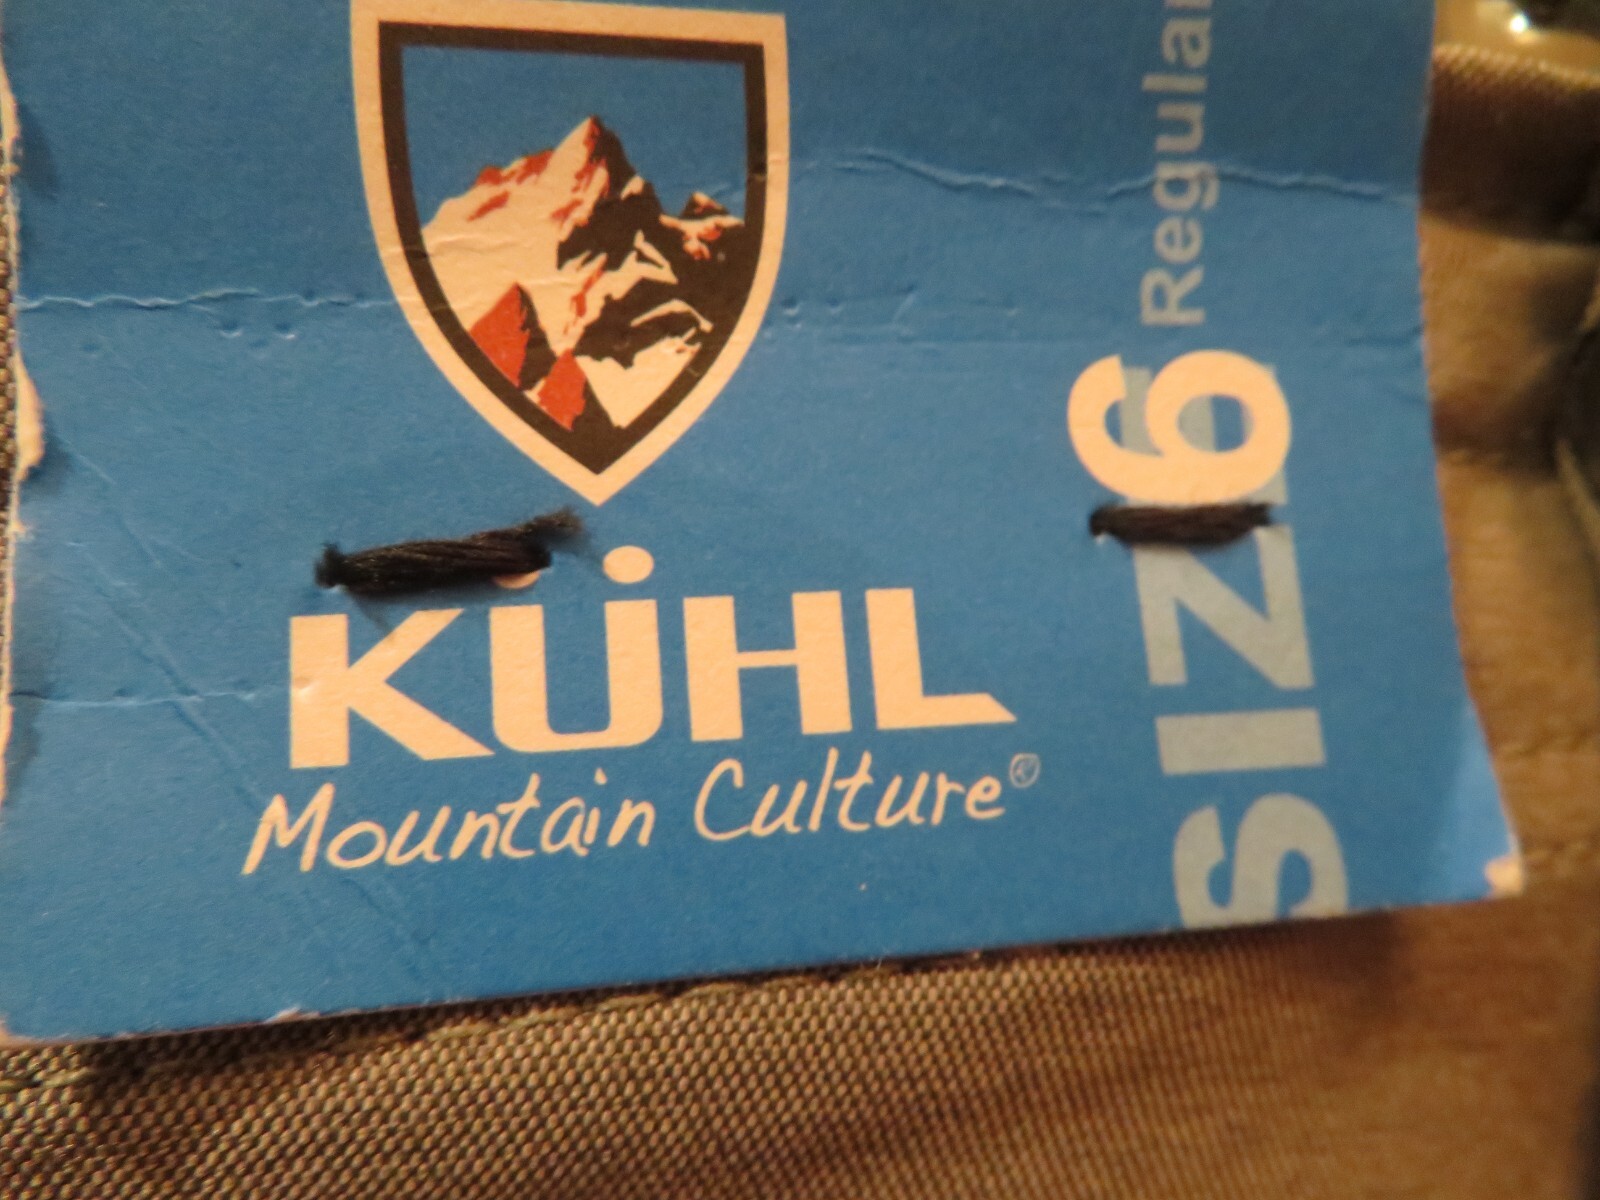 KÜHL
Mountain Culture®
SIZE
6 Regular